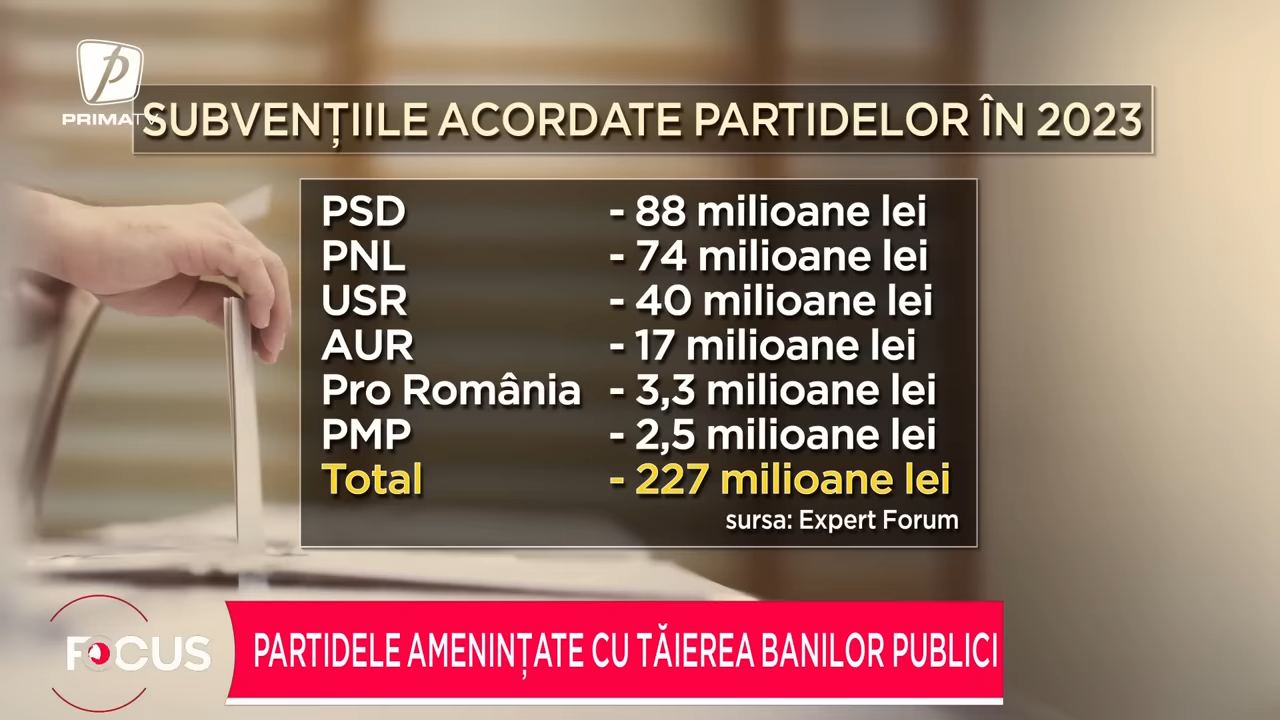 PRIMATV
SUBVENȚIILE ACORDATE PARTIDELOR ÎN 2023
PSD - 88 milioane lei
PNL - 74 milioane lei
USR - 40 milioane lei
AUR - 17 milioane lei
Pro România - 3,3 milioane lei
PMP - 2,5 milioane lei
Total - 227 milioane lei
sursa: Expert Forum
FOCUS
PARTIDELE AMENINȚATE CU TĂIEREA BANILOR PUBLICI